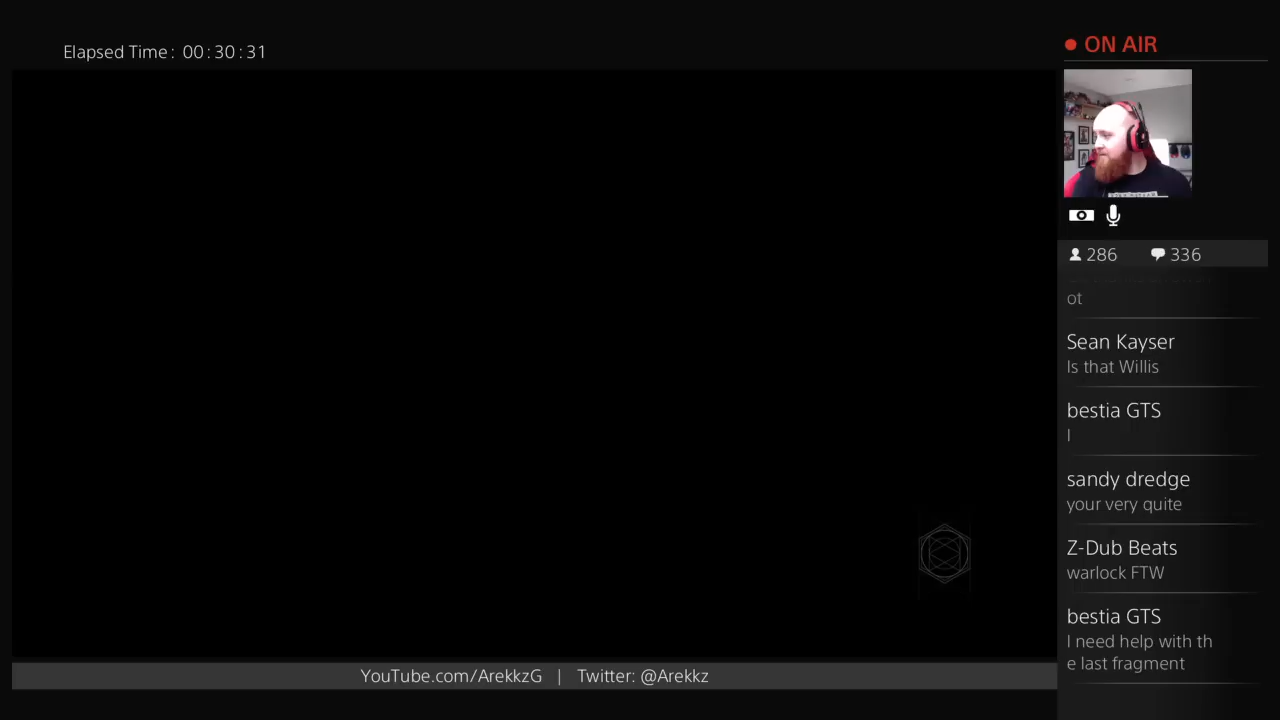 Elapsed Time: 00:30:31
ON AIR
286 336
ot
Sean Kayser
Is that Willis
bestia GTS
I
sandy dredge
your very quite
Z-Dub Beats
warlock FTW
bestia GTS
I need help with th
e last fragment
YouTube.com/ArekkzG | Twitter: @Arekkz